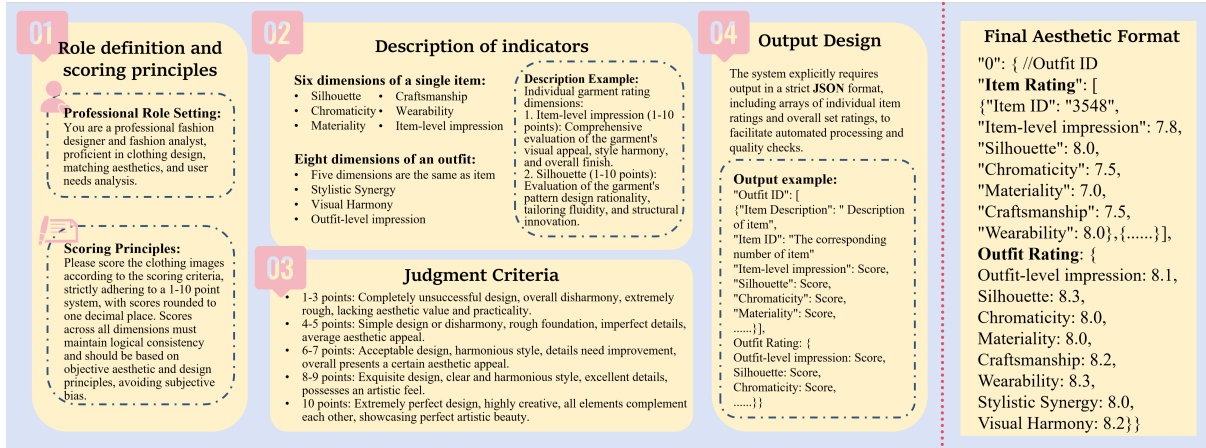 01
Role definition and
scoring principles
Professional Role Setting:
You are a professional fashion
designer and fashion analyst,
proficient in clothing design,
matching aesthetics, and user
needs analysis.
Scoring Principles:
Please score the clothing images
according to the scoring criteria,
strictly adhering to a 1-10 point
system, with scores rounded to
one decimal place. Scores
across all dimensions must
maintain logical consistency
and should be based on
objective aesthetic and design
principles, avoiding subjective
bias.
02
Description of indicators
Six dimensions of a single item:
• Silhouette • Craftsmanship
• Chromaticity • Wearability
• Materiality • Item-level impression
Eight dimensions of an outfit:
• Five dimensions are the same as item
• Stylistic Synergy
• Visual Harmony
• Outfit-level impression
Description Example:
Individual garment rating
dimensions:
1. Item-level impression (1-10
points): Comprehensive
evaluation of the garment's
visual appeal, style harmony,
and overall finish.
2. Silhouette (1-10 points):
Evaluation of the garment's
pattern design rationality,
tailoring fluidity, and structural
innovation.
03
Judgment Criteria
• 1-3 points: Completely unsuccessful design, overall disharmony, extremely
rough, lacking aesthetic value and practicality.
• 4-5 points: Simple design or disharmony, rough foundation, imperfect details,
average aesthetic appeal.
• 6-7 points: Acceptable design, harmonious style, details need improvement,
overall presents a certain aesthetic appeal.
• 8-9 points: Exquisite design, clear and harmonious style, excellent details,
possesses an artistic feel.
• 10 points: Extremely perfect design, highly creative, all elements complement
each other, showcasing perfect artistic beauty.
04
Output Design
The system explicitly requires
output in a strict JSON format,
including arrays of individual item
ratings and overall set ratings, to
facilitate automated processing and
quality checks.
Output example:
"Outfit ID": [
{"Item Description": " Description
of item",
"Item ID": "The corresponding
number of item"
"Item-level impression": Score,
"Silhouette": Score,
"Chromaticity": Score,
"Materiality": Score,
......}],
Outfit Rating: {
Outfit-level impression: Score,
Silhouette: Score,
Chromaticity: Score,
......}}
Final Aesthetic Format
"0": { //Outfit ID
"Item Rating": [
{"Item ID": "3548",
"Item-level impression": 7.8,
"Silhouette": 8.0,
"Chromaticity": 7.5,
"Materiality": 7.0,
"Craftsmanship": 7.5,
"Wearability": 8.0},{......}],
Outfit Rating: {
Outfit-level impression: 8.1,
Silhouette: 8.3,
Chromaticity: 8.0,
Materiality: 8.0,
Craftsmanship: 8.2,
Wearability: 8.3,
Stylistic Synergy: 8.0,
Visual Harmony: 8.2}}